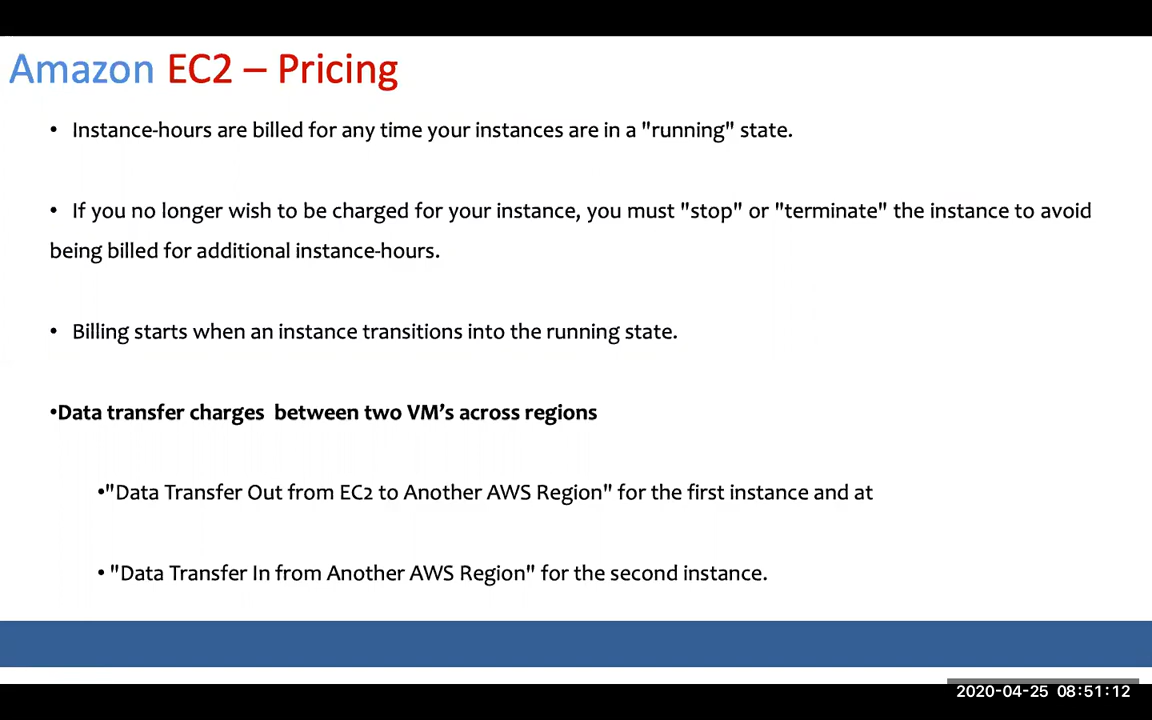 Amazon EC2 – Pricing
• Instance-hours are billed for any time your instances are in a "running" state.
• If you no longer wish to be charged for your instance, you must "stop" or "terminate" the instance to avoid
being billed for additional instance-hours.
• Billing starts when an instance transitions into the running state.
•Data transfer charges  between two VM’s across regions
•"Data Transfer Out from EC2 to Another AWS Region" for the first instance and at
• "Data Transfer In from Another AWS Region" for the second instance.
2020-04-25 08:51:12